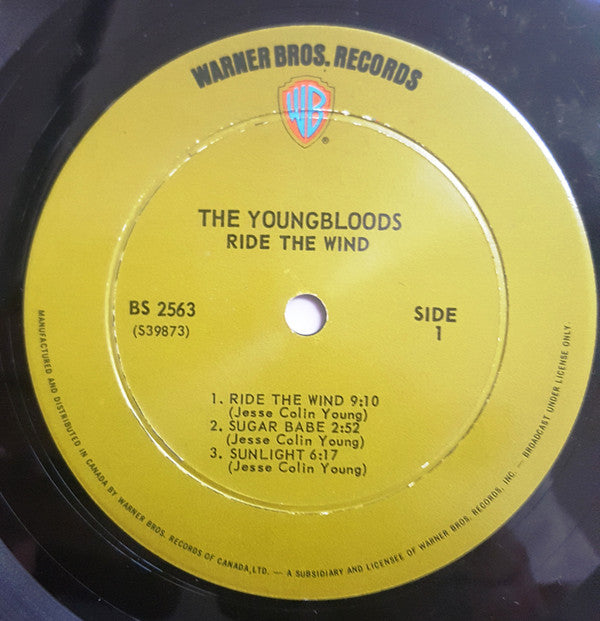 WARNER BROS. RECORDS
WB
®
THE YOUNGBLOODS
RIDE THE WIND
BS 2563
(S39873)
SIDE
1
1. RIDE THE WIND 9:10
(Jesse Colin Young)
2. SUGAR BABE 2:52
(Jesse Colin Young)
3. SUNLIGHT 6:17
(Jesse Colin Young)
MANUFACTURED AND DISTRIBUTED IN CANADA BY WARNER BROS. RECORDS OF CANADA, LTD. — A SUBSIDIARY AND LICENSEE OF WARNER BROS. RECORDS, INC. — BROADCAST UNDER LICENSE ONLY.